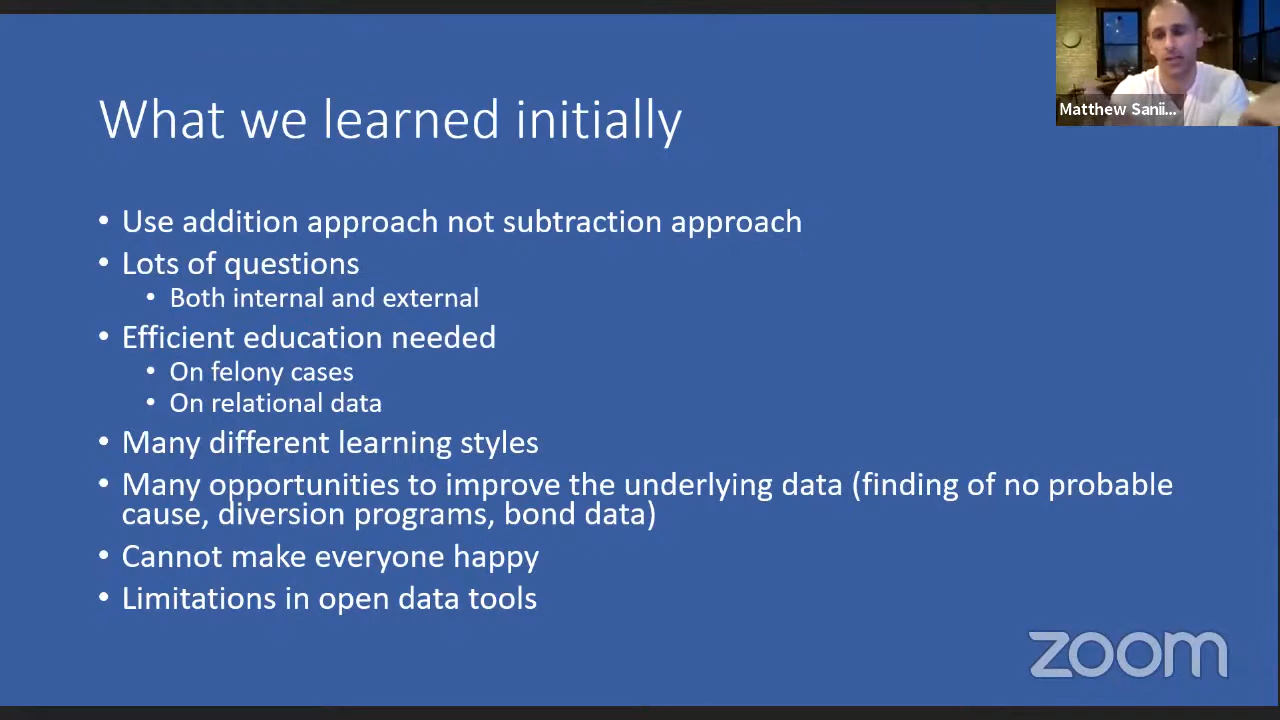 What we learned initially
• Use addition approach not subtraction approach
• Lots of questions
• Both internal and external
• Efficient education needed
• On felony cases
• On relational data
• Many different learning styles
• Many opportunities to improve the underlying data (finding of no probable
cause, diversion programs, bond data)
• Cannot make everyone happy
• Limitations in open data tools
Matthew Sanii...
zoom